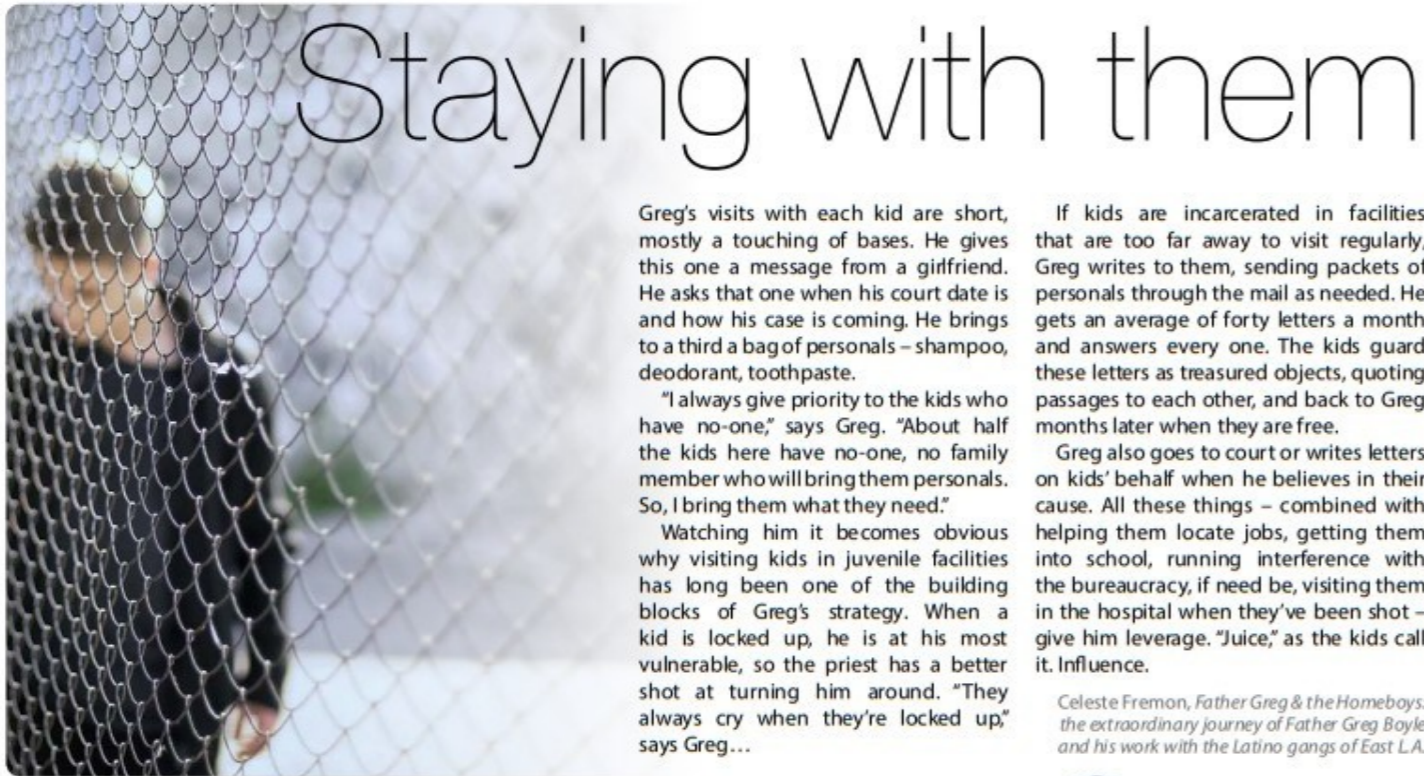 Staying with them
Greg's visits with each kid are short,
mostly a touching of bases. He gives
this one a message from a girlfriend.
He asks that one when his court date is
and how his case is coming. He brings
to a third a bag of personals – shampoo,
deodorant, toothpaste.
"I always give priority to the kids who
have no-one," says Greg. "About half
the kids here have no-one, no family
member who will bring them personals.
So, I bring them what they need."
Watching him it becomes obvious
why visiting kids in juvenile facilities
has long been one of the building
blocks of Greg's strategy. When a
kid is locked up, he is at his most
vulnerable, so the priest has a better
shot at turning him around. "They
always cry when they're locked up,"
says Greg…
If kids are incarcerated in facilities
that are too far away to visit regularly,
Greg writes to them, sending packets of
personals through the mail as needed. He
gets an average of forty letters a month
and answers every one. The kids guard
these letters as treasured objects, quoting
passages to each other, and back to Greg
months later when they are free.
Greg also goes to court or writes letters
on kids' behalf when he believes in their
cause. All these things – combined with
helping them locate jobs, getting them
into school, running interference with
the bureaucracy, if need be, visiting them
in the hospital when they've been shot –
give him leverage. "Juice," as the kids call
it. Influence.
Celeste Fremon, Father Greg & the Homeboys:
the extraordinary journey of Father Greg Boyle
and his work with the Latino gangs of East L.A.